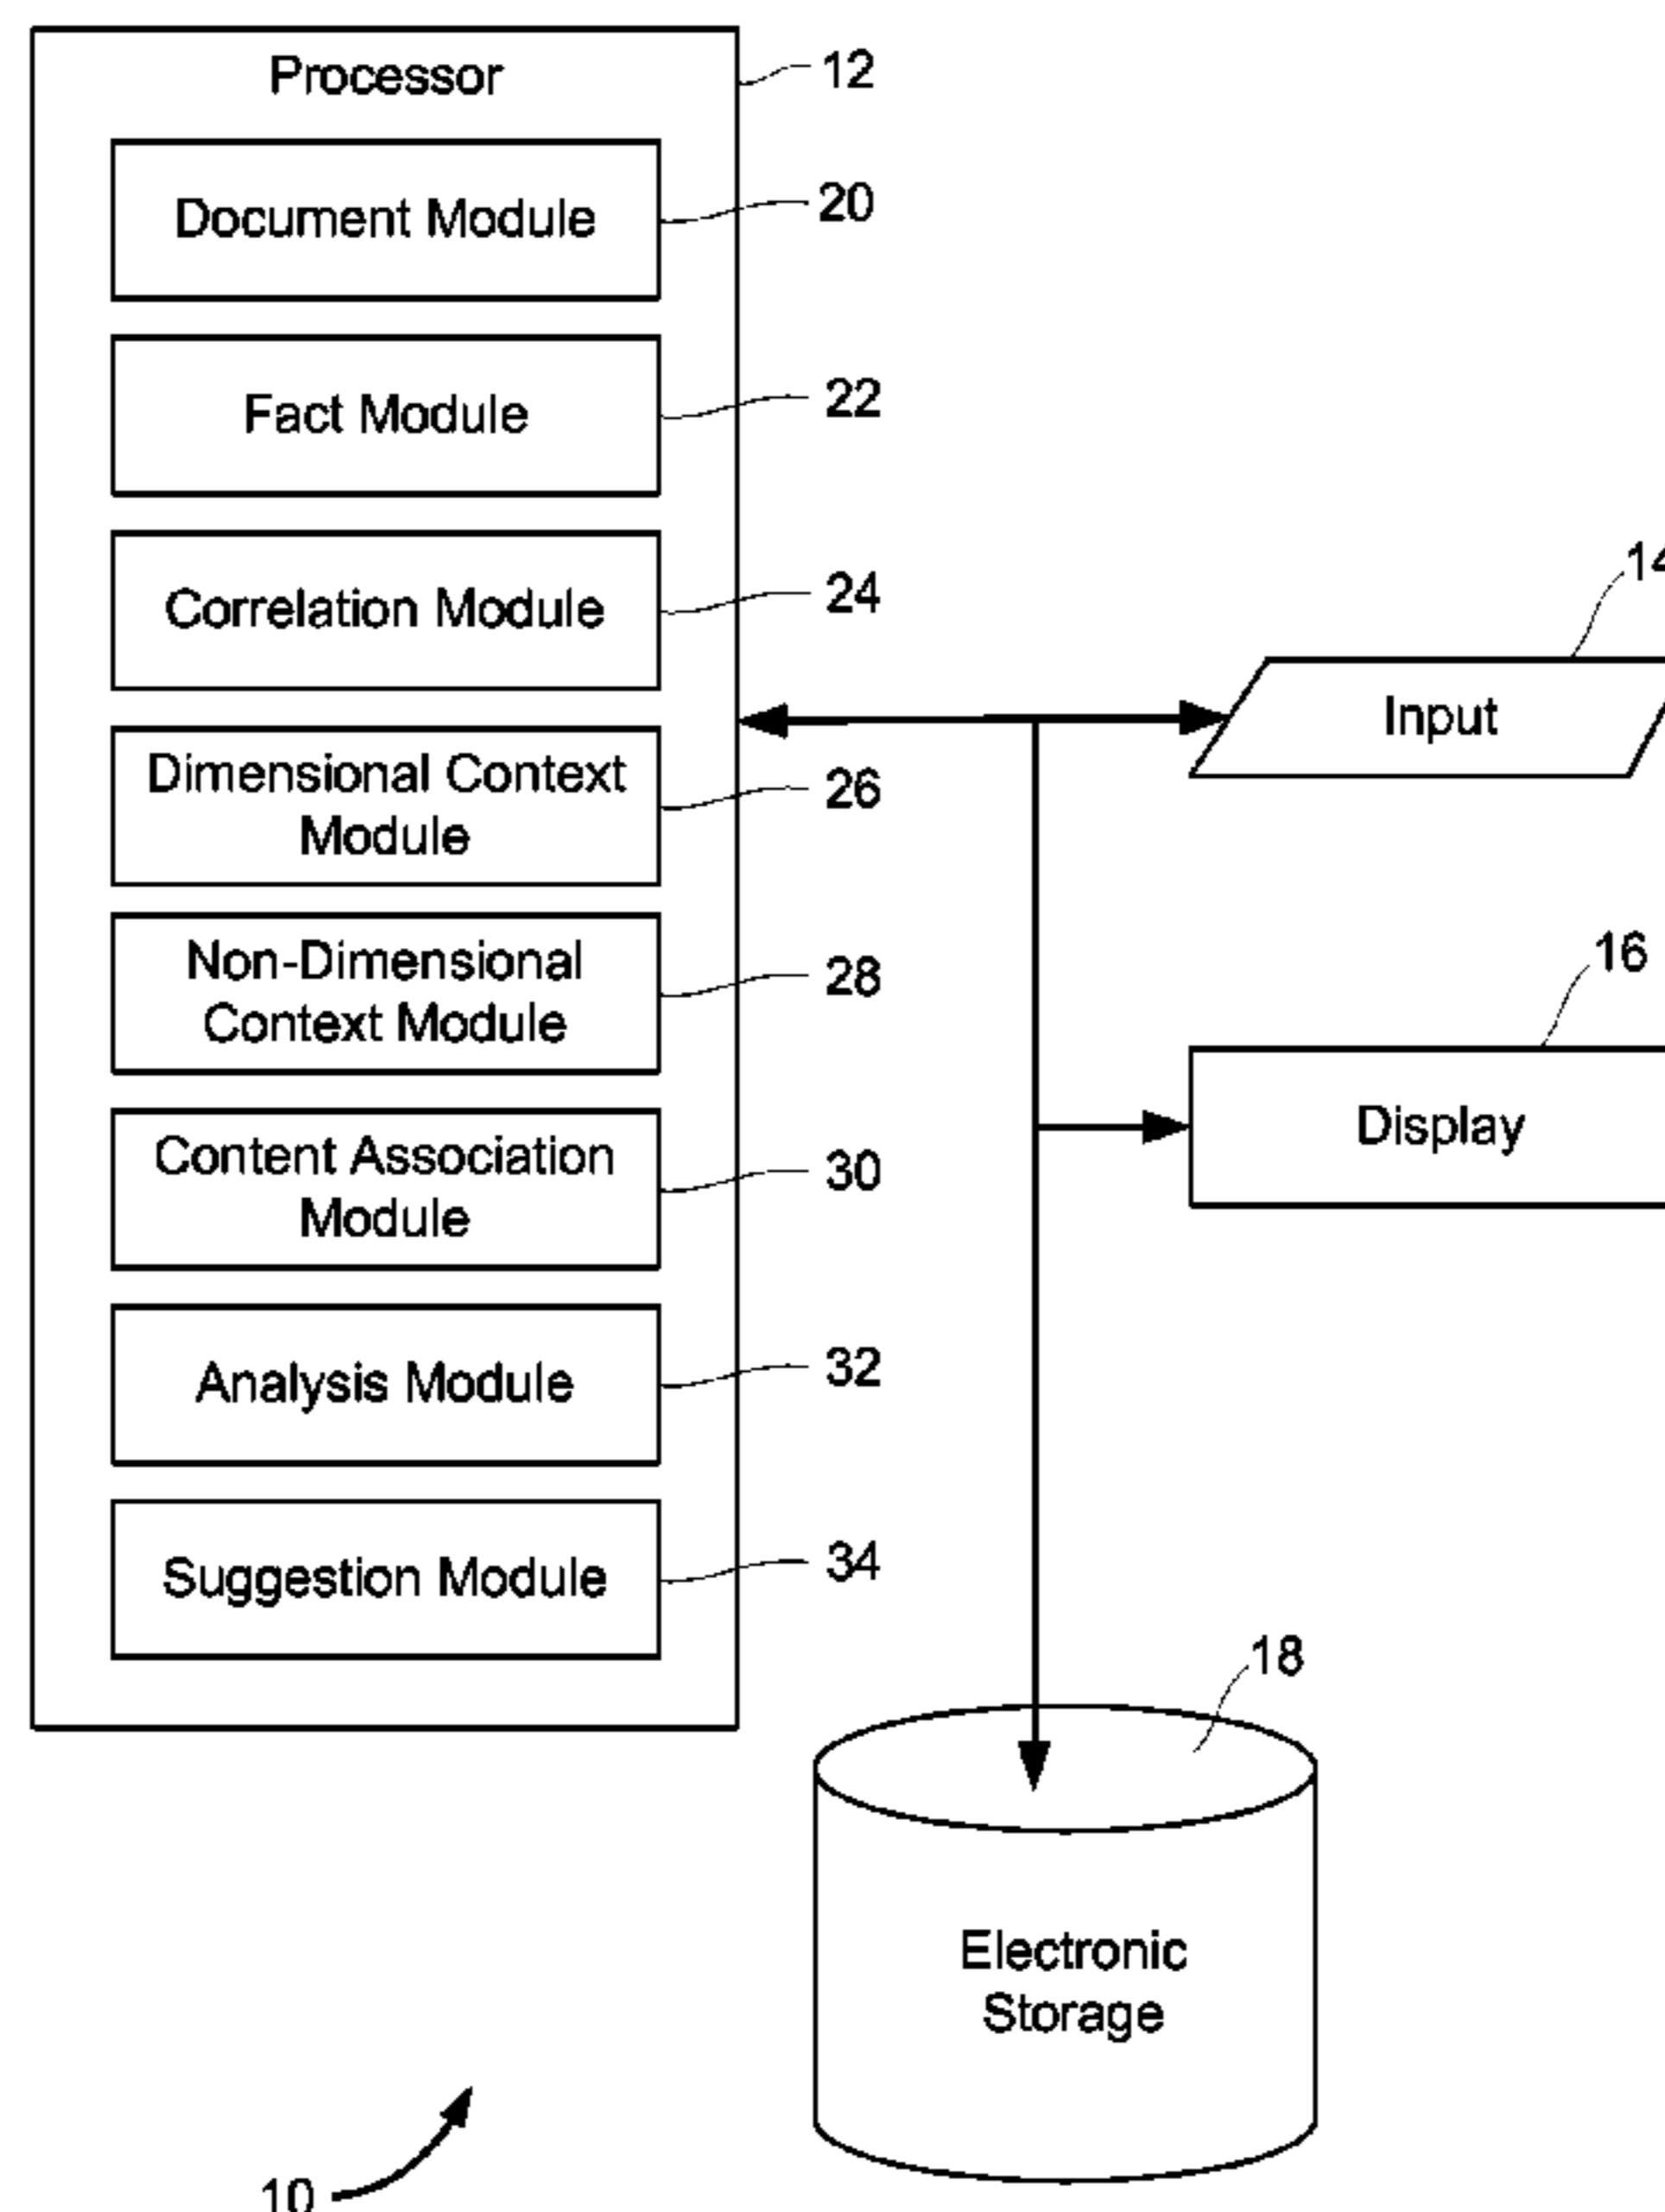 Processor
12
Document Module
20
Fact Module
22
Correlation Module
24
Dimensional Context
Module
26
Non-Dimensional
Context Module
28
Content Association
Module
30
Analysis Module
32
Suggestion Module
34
14
Input
16
Display
18
Electronic
Storage
10